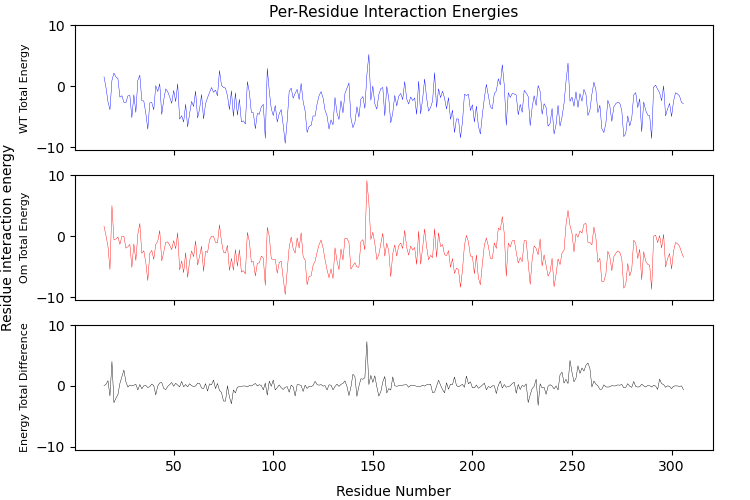 Per-Residue Interaction Energies
Residue interaction energy
WT Total Energy
10
0
−10
Om Total Energy
10
0
−10
Energy Total Difference
10
0
−10
50 100 150 200 250 300
Residue Number